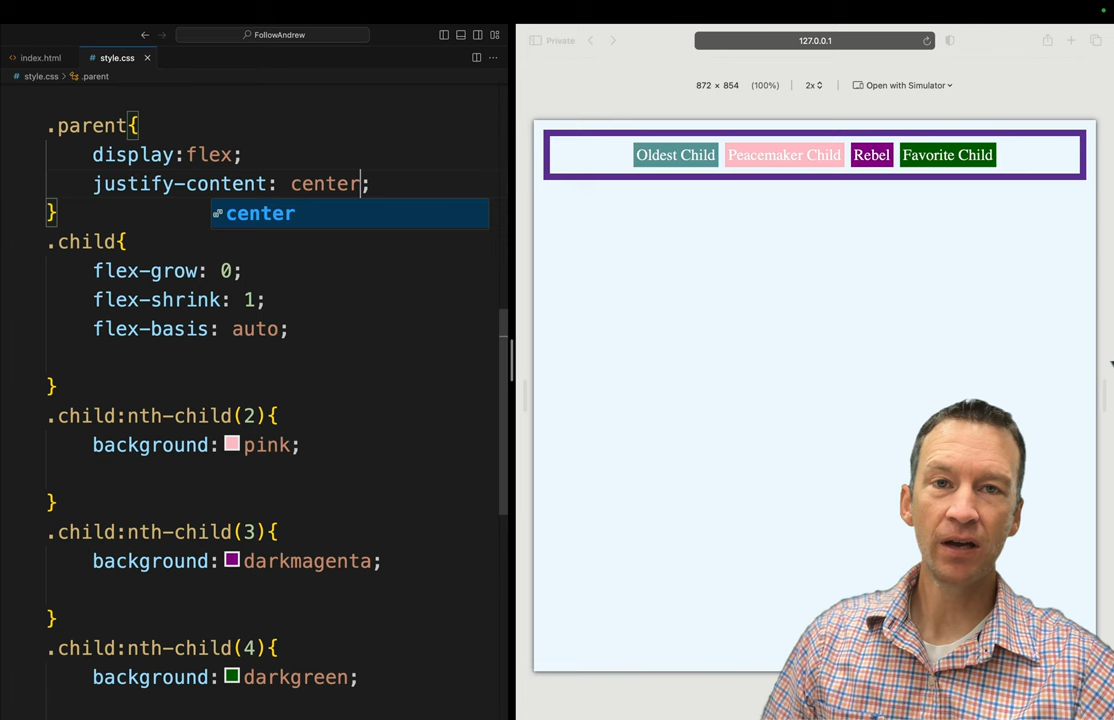 FollowAndrew
index.html
style.css
style.css > .parent
.parent{
display:flex;
justify-content: center;
}
center
.child{
flex-grow: 0;
flex-shrink: 1;
flex-basis: auto;
}
.child:nth-child(2){
background: pink;
}
.child:nth-child(3){
background: darkmagenta;
}
.child:nth-child(4){
background: darkgreen;
Private
127.0.0.1
872 × 854 (100%) 2x Open with Simulator
Oldest Child Peacemaker Child Rebel Favorite Child